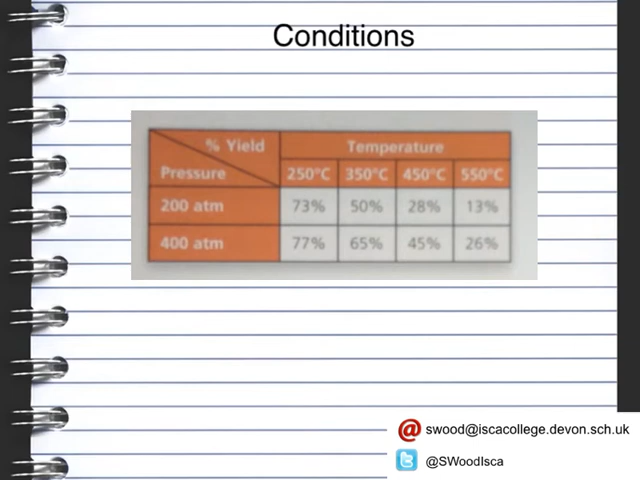 Conditions
% Yield
Temperature
Pressure
250°C 350°C 450°C 550°C
200 atm 73% 50% 28% 13%
400 atm 77% 65% 45% 26%
@ swood@iscacollege.devon.sch.uk
@SWoodIsca